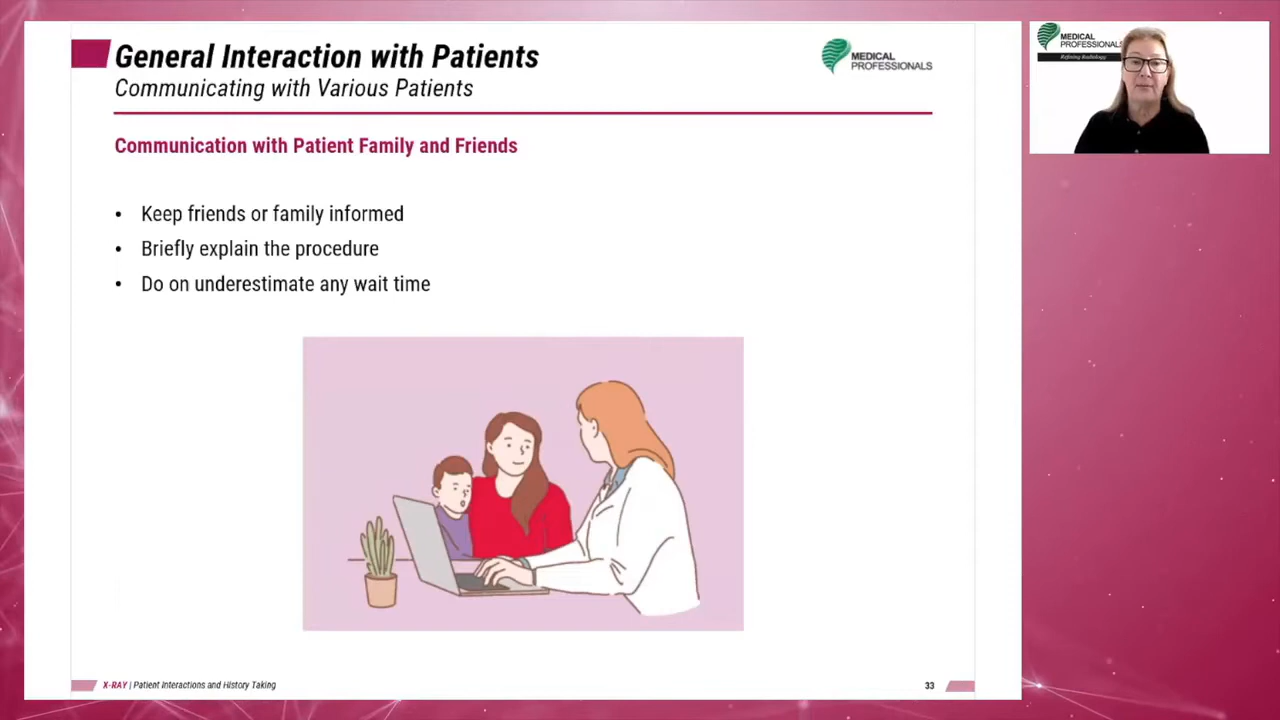 General Interaction with Patients
Communicating with Various Patients
MEDICAL
PROFESSIONALS
Communication with Patient Family and Friends
• Keep friends or family informed
• Briefly explain the procedure
• Do on underestimate any wait time
X-RAY | Patient Interactions and History Taking
33
MEDICAL
PROFESSIONALS
Refining Radiology